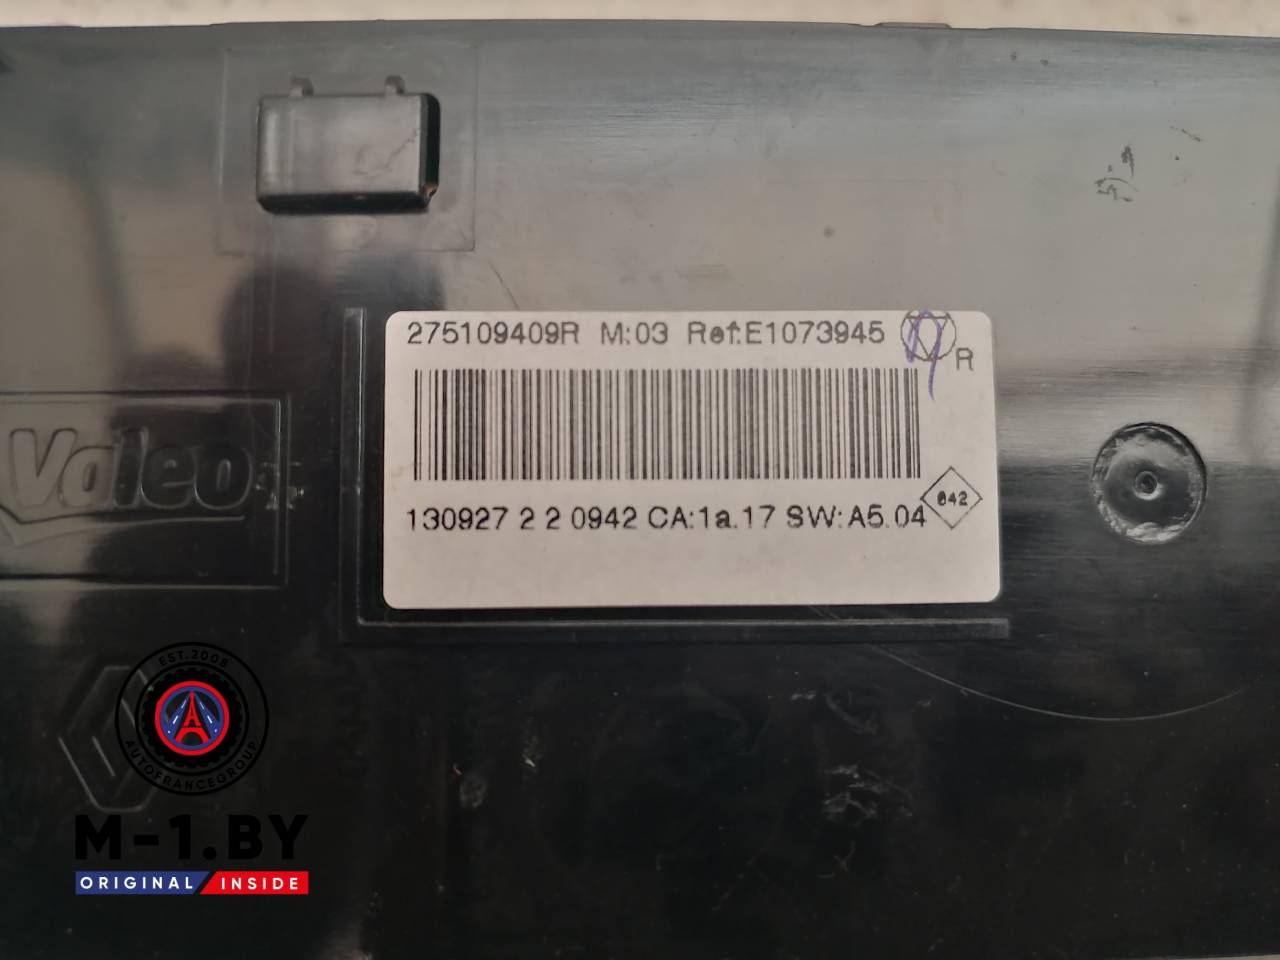 275109409R M:03 Ref:E1073945
R
Valeo
642
130927 2 2 0942 CA:1a.17 SW:A5.04
EST.2008
AUTOFRANCEGROUP
M-1.BY
ORIGINAL INSIDE